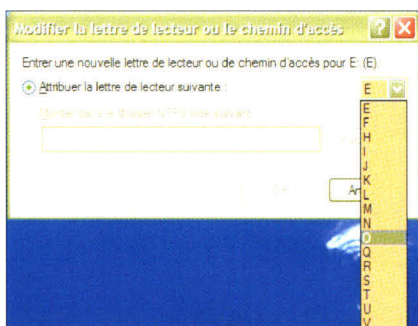 Modifier la lettre de lecteur ou le chemin d'accès
Entrer une nouvelle lettre de lecteur ou de chemin d'accès pour E: (E)
Attribuer la lettre de lecteur suivante :
E
E
F
H
I
J
K
L
M
N
O
Q
R
S
T
U
V